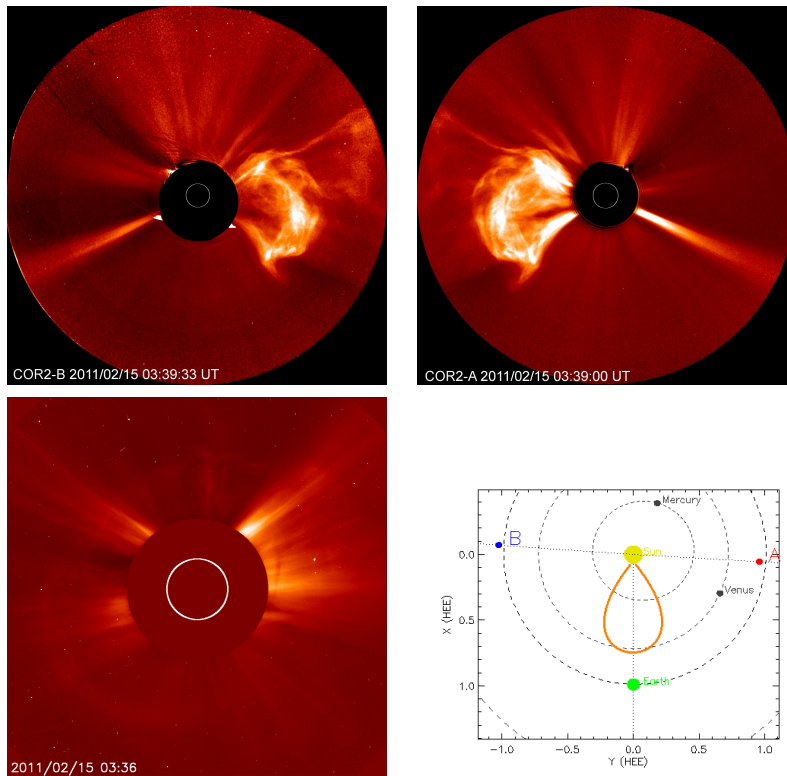 COR2-B 2011/02/15 03:39:33 UT
COR2-A 2011/02/15 03:39:00 UT
2011/02/15 03:36
Mercury
B
Sun
A
Venus
Earth
0.0
0.5
1.0
X (HEE)
-1.0 -0.5 0.0 0.5 1.0
Y (HEE)